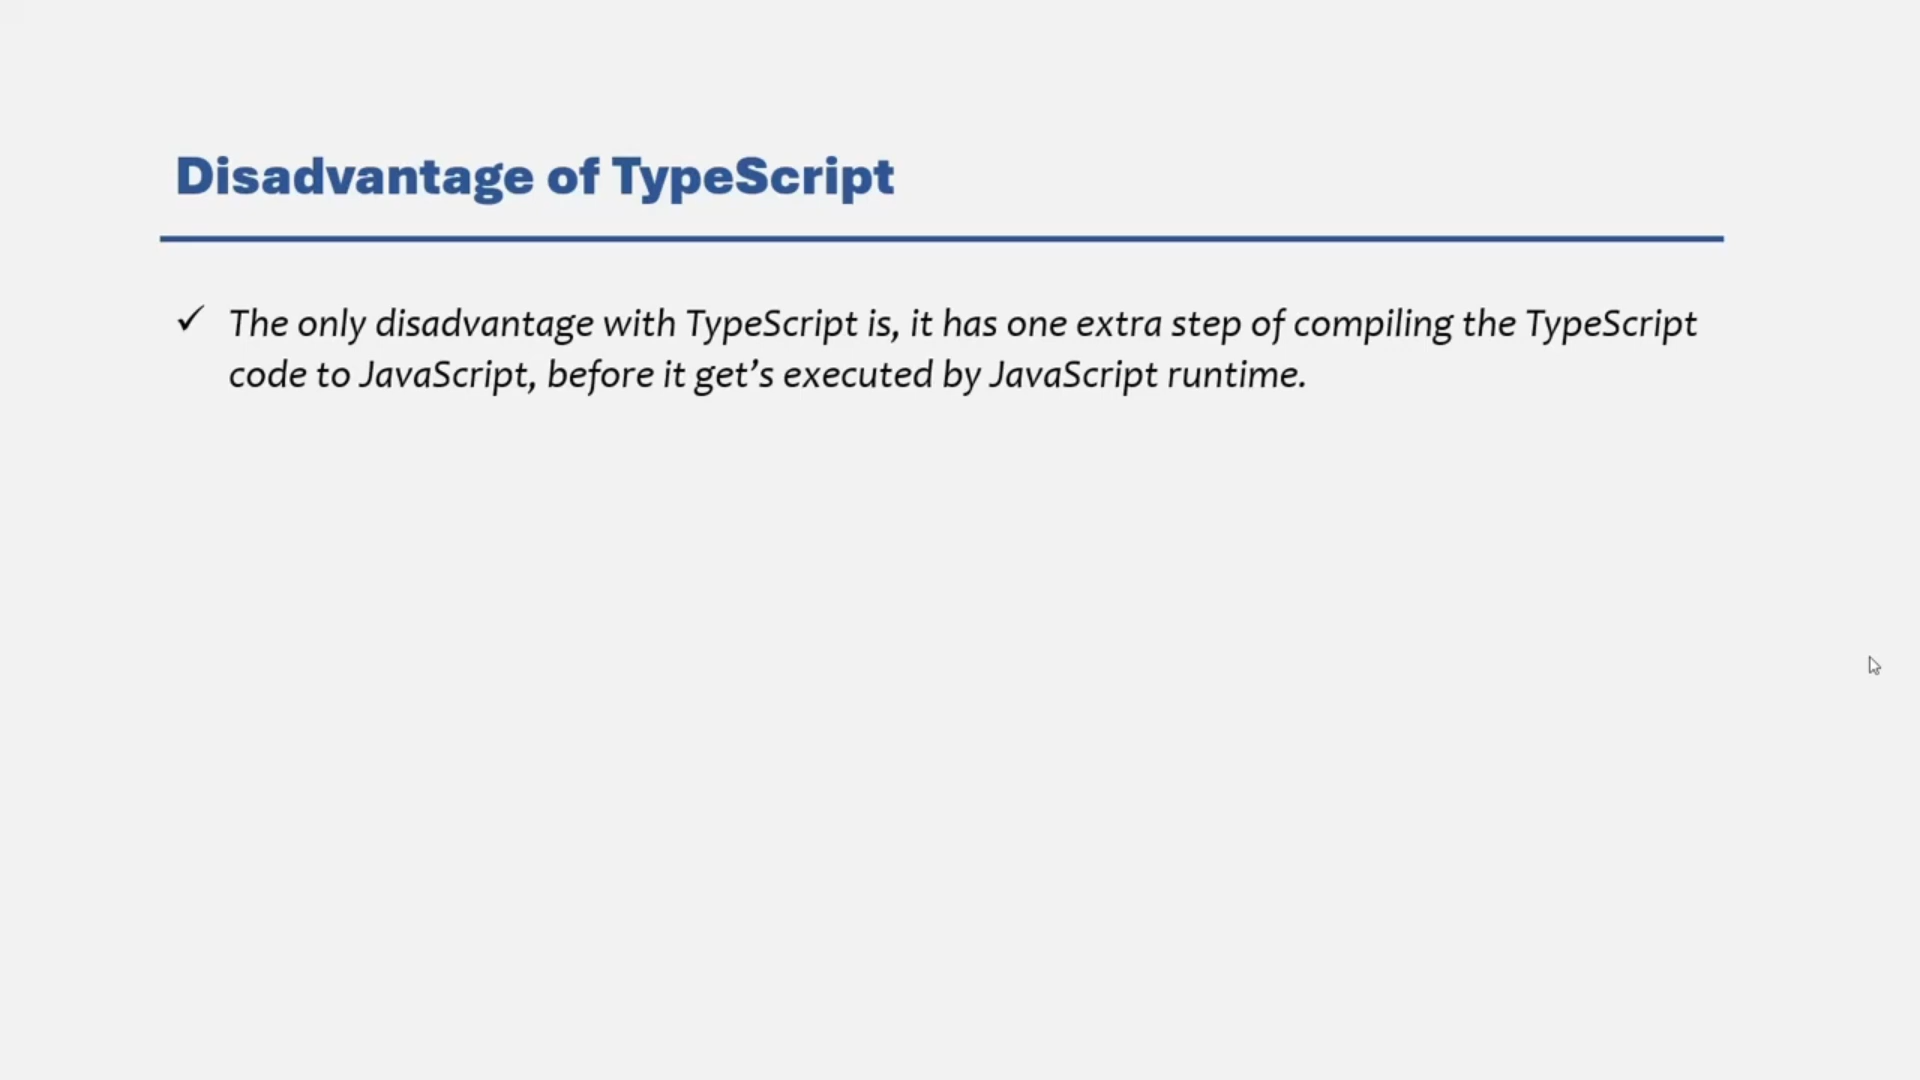 Disadvantage of TypeScript
✓ The only disadvantage with TypeScript is, it has one extra step of compiling the TypeScript
code to JavaScript, before it get’s executed by JavaScript runtime.